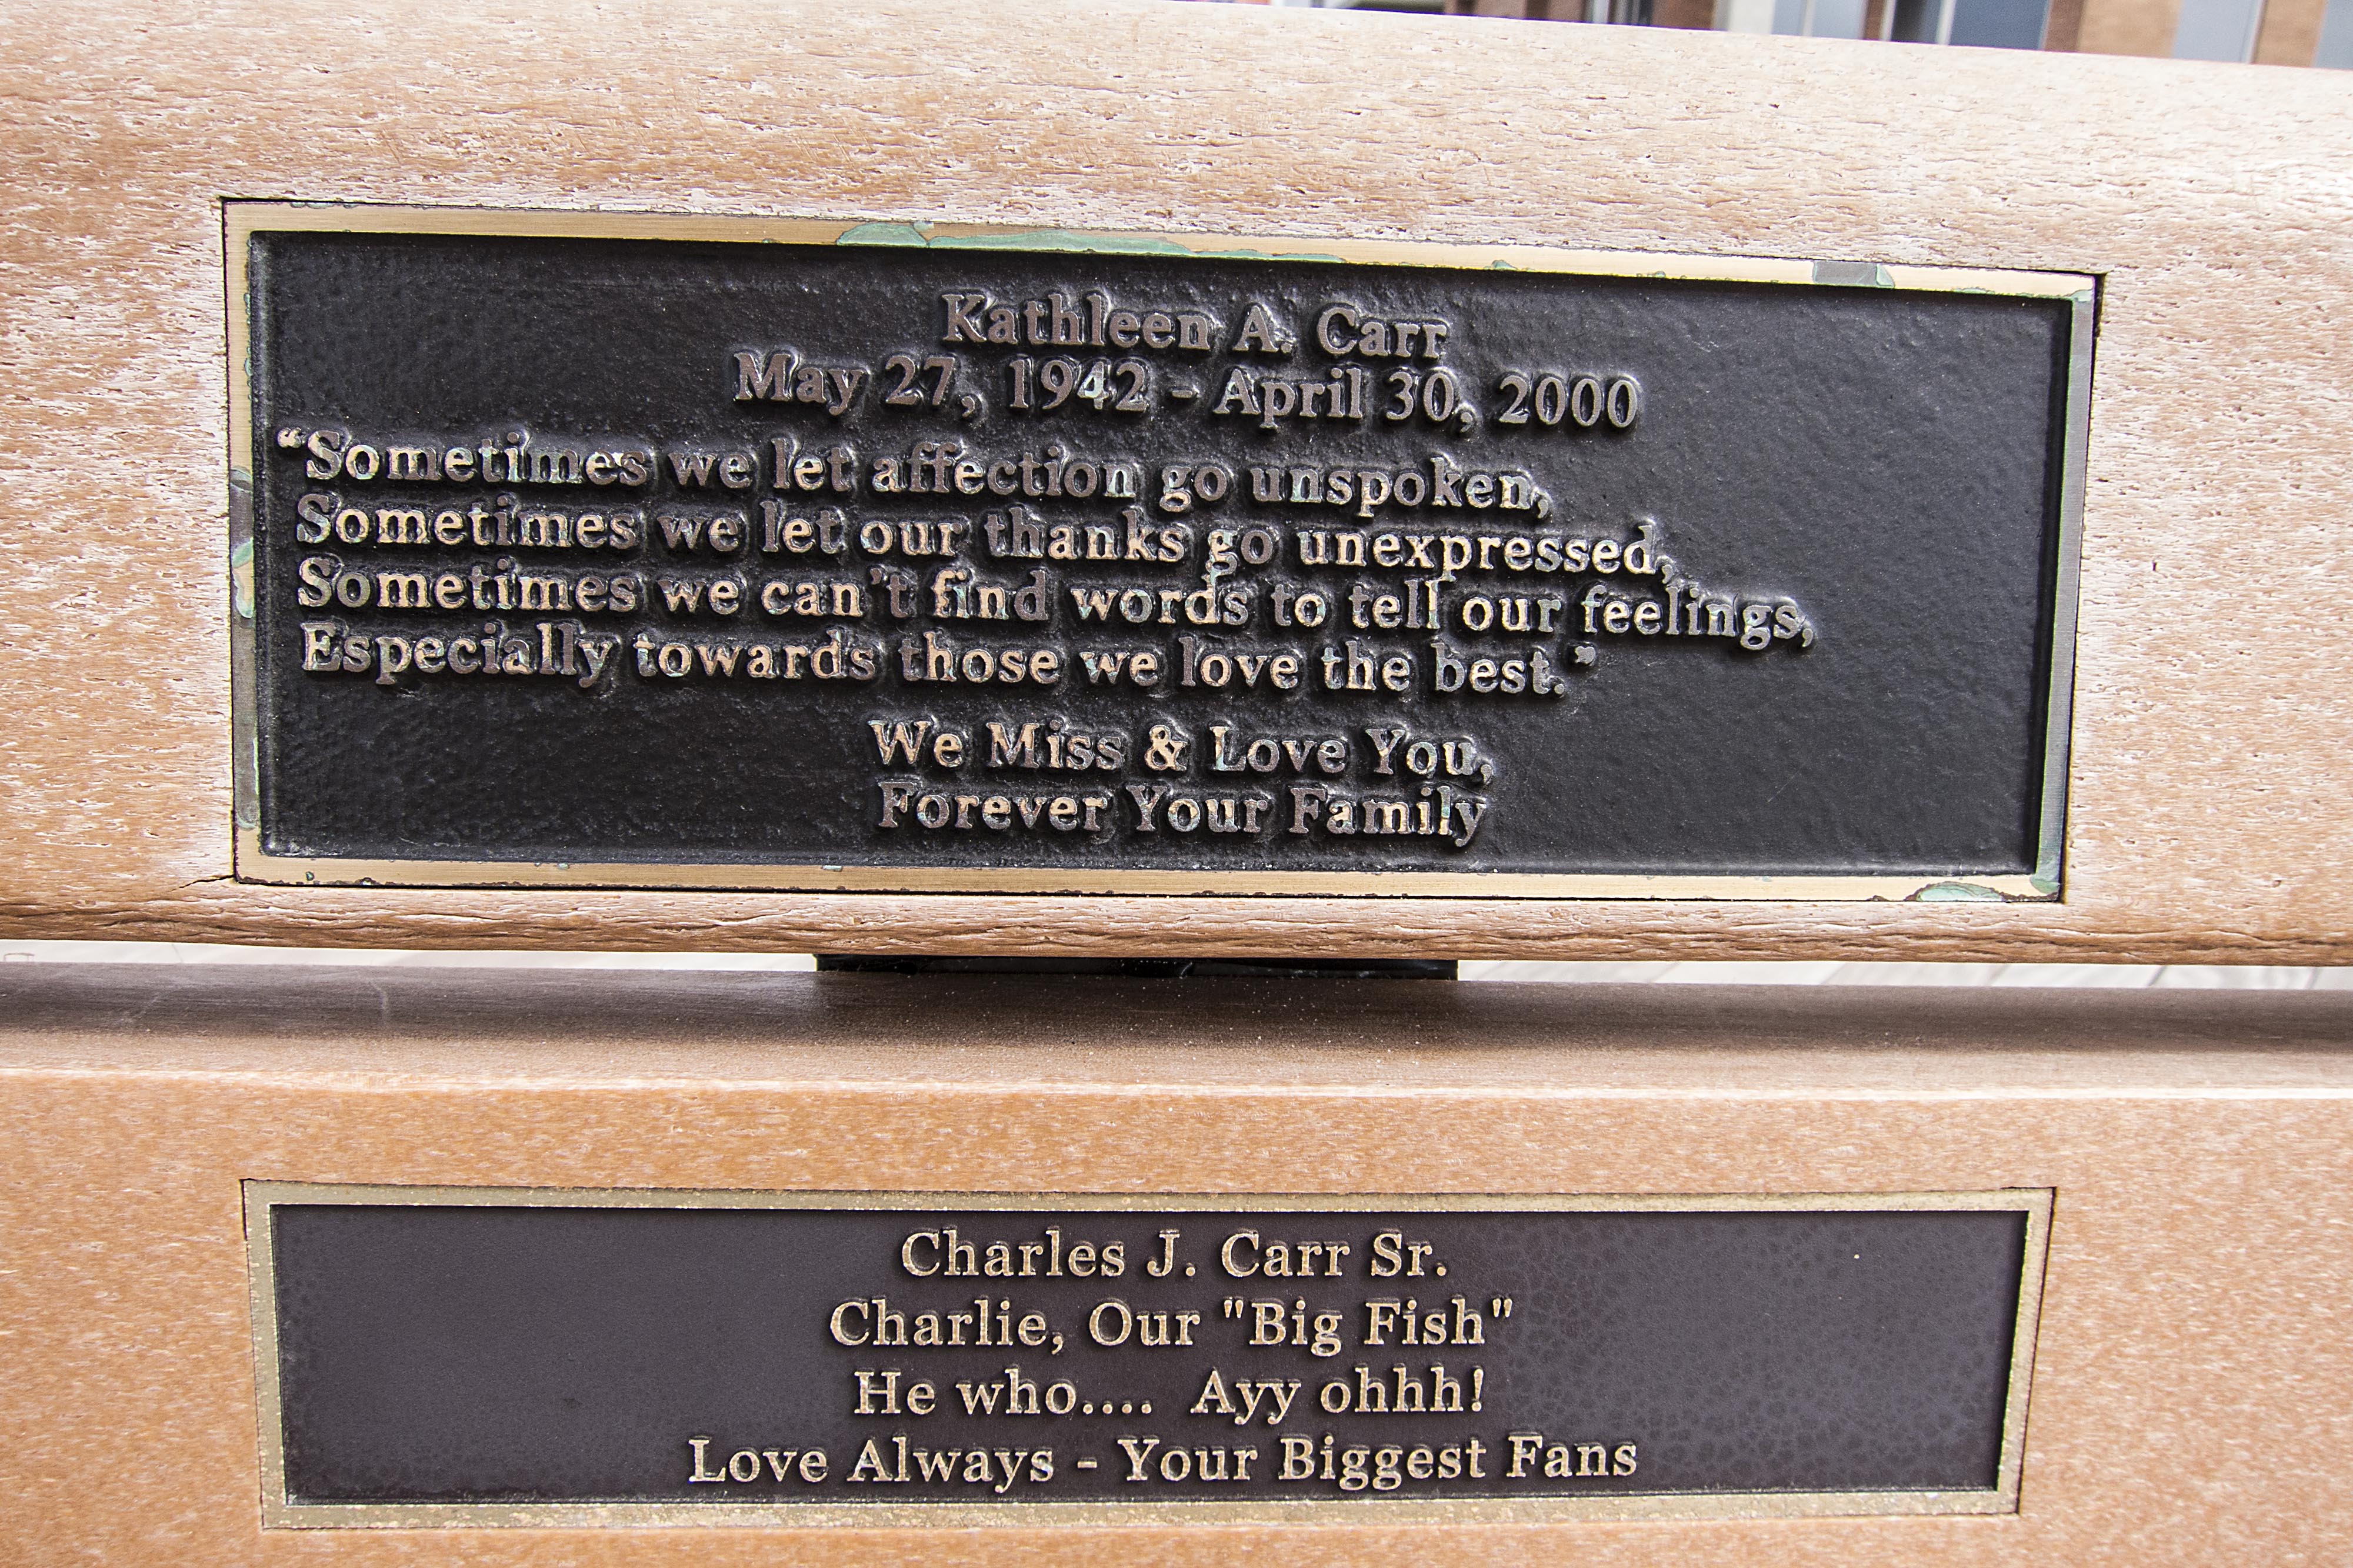 Kathleen A. Carr
May 27, 1942 - April 30, 2000
“Sometimes we let affection go unspoken,
Sometimes we let our thanks go unexpressed,
Sometimes we can’t find words to tell our feelings,
Especially towards those we love the best.”
We Miss & Love You,
Forever Your Family
Charles J. Carr Sr.
Charlie, Our "Big Fish"
He who....  Ayy ohhh!
Love Always - Your Biggest Fans